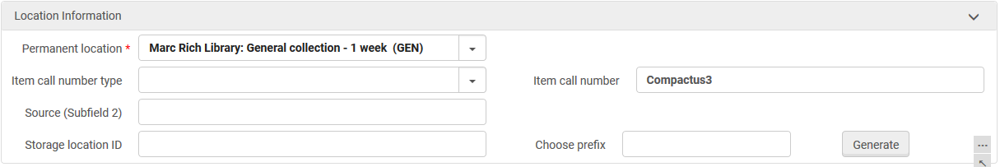 Location Information
Permanent location * Marc Rich Library: General collection - 1 week (GEN)
Item call number type Item call number Compactus3
Source (Subfield 2)
Storage location ID Choose prefix Generate ...